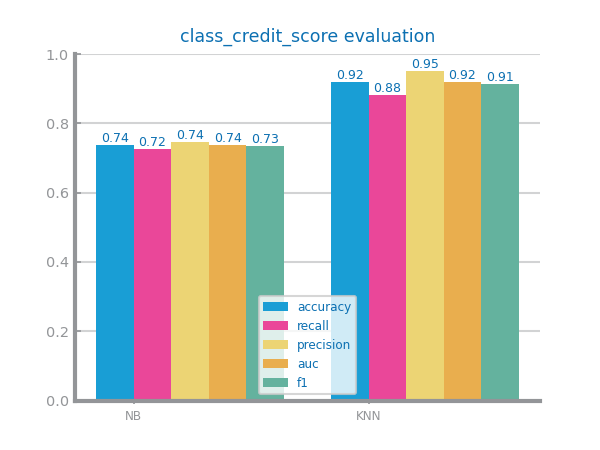 class_credit_score evaluation
1.0
0.8
0.6
0.4
0.2
0.0
0.74
0.72
0.74
0.74
0.73
0.92
0.88
0.95
0.92
0.91
accuracy
recall
precision
auc
f1
NB
KNN